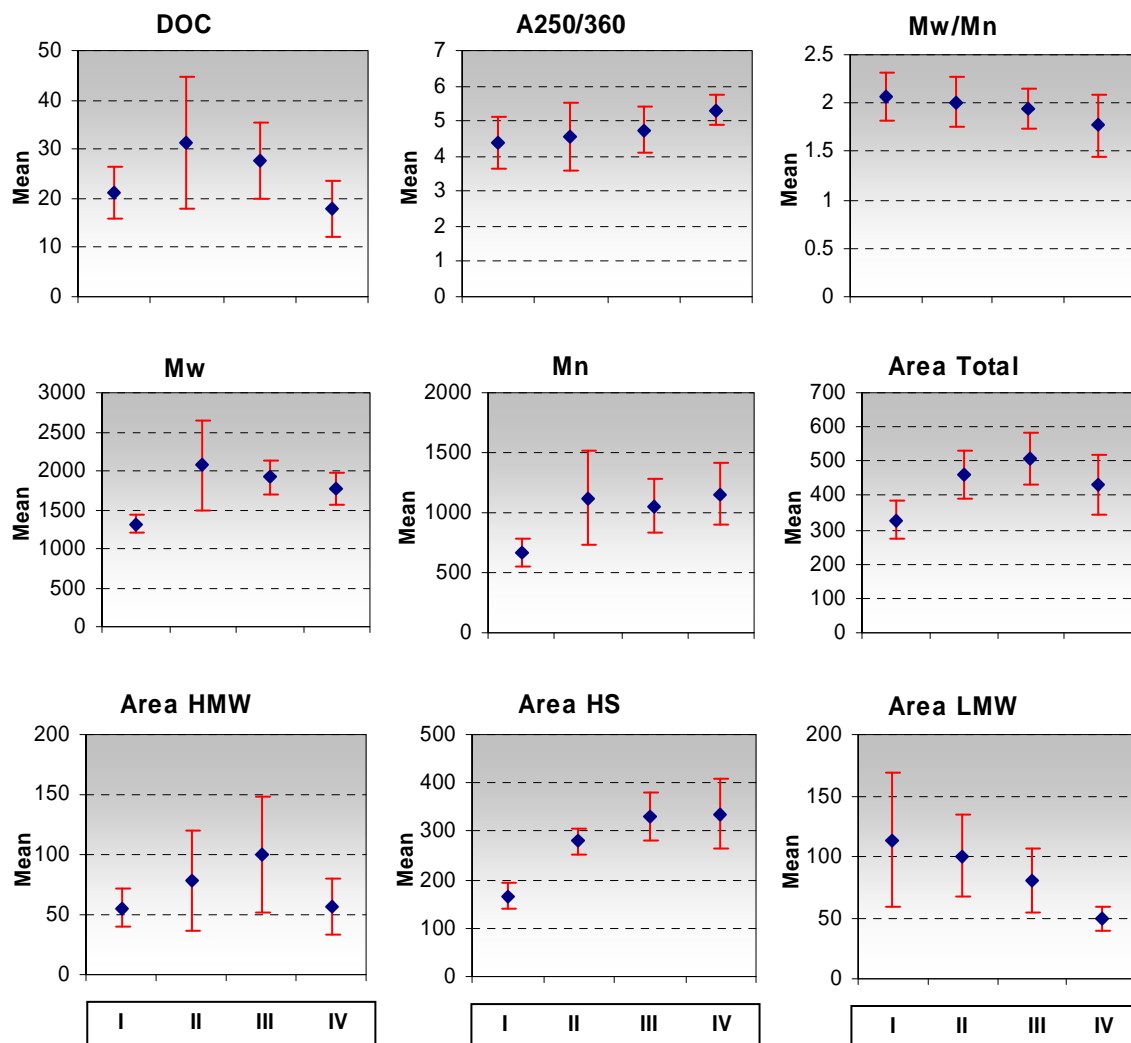 DOC
50
40
30
20
10
0
Mean
A250/360
7
6
5
4
3
2
1
0
Mean
Mw/Mn
2.5
2
1.5
1
0.5
0
Mean
Mw
3000
2500
2000
1500
1000
500
0
Mean
Mn
2000
1500
1000
500
0
Mean
Area Total
700
600
500
400
300
200
100
0
Mean
Area HMW
200
150
100
50
0
Mean
Area HS
500
400
300
200
100
0
Mean
Area LMW
200
150
100
50
0
Mean
I II III IV
I II III IV
I II III IV